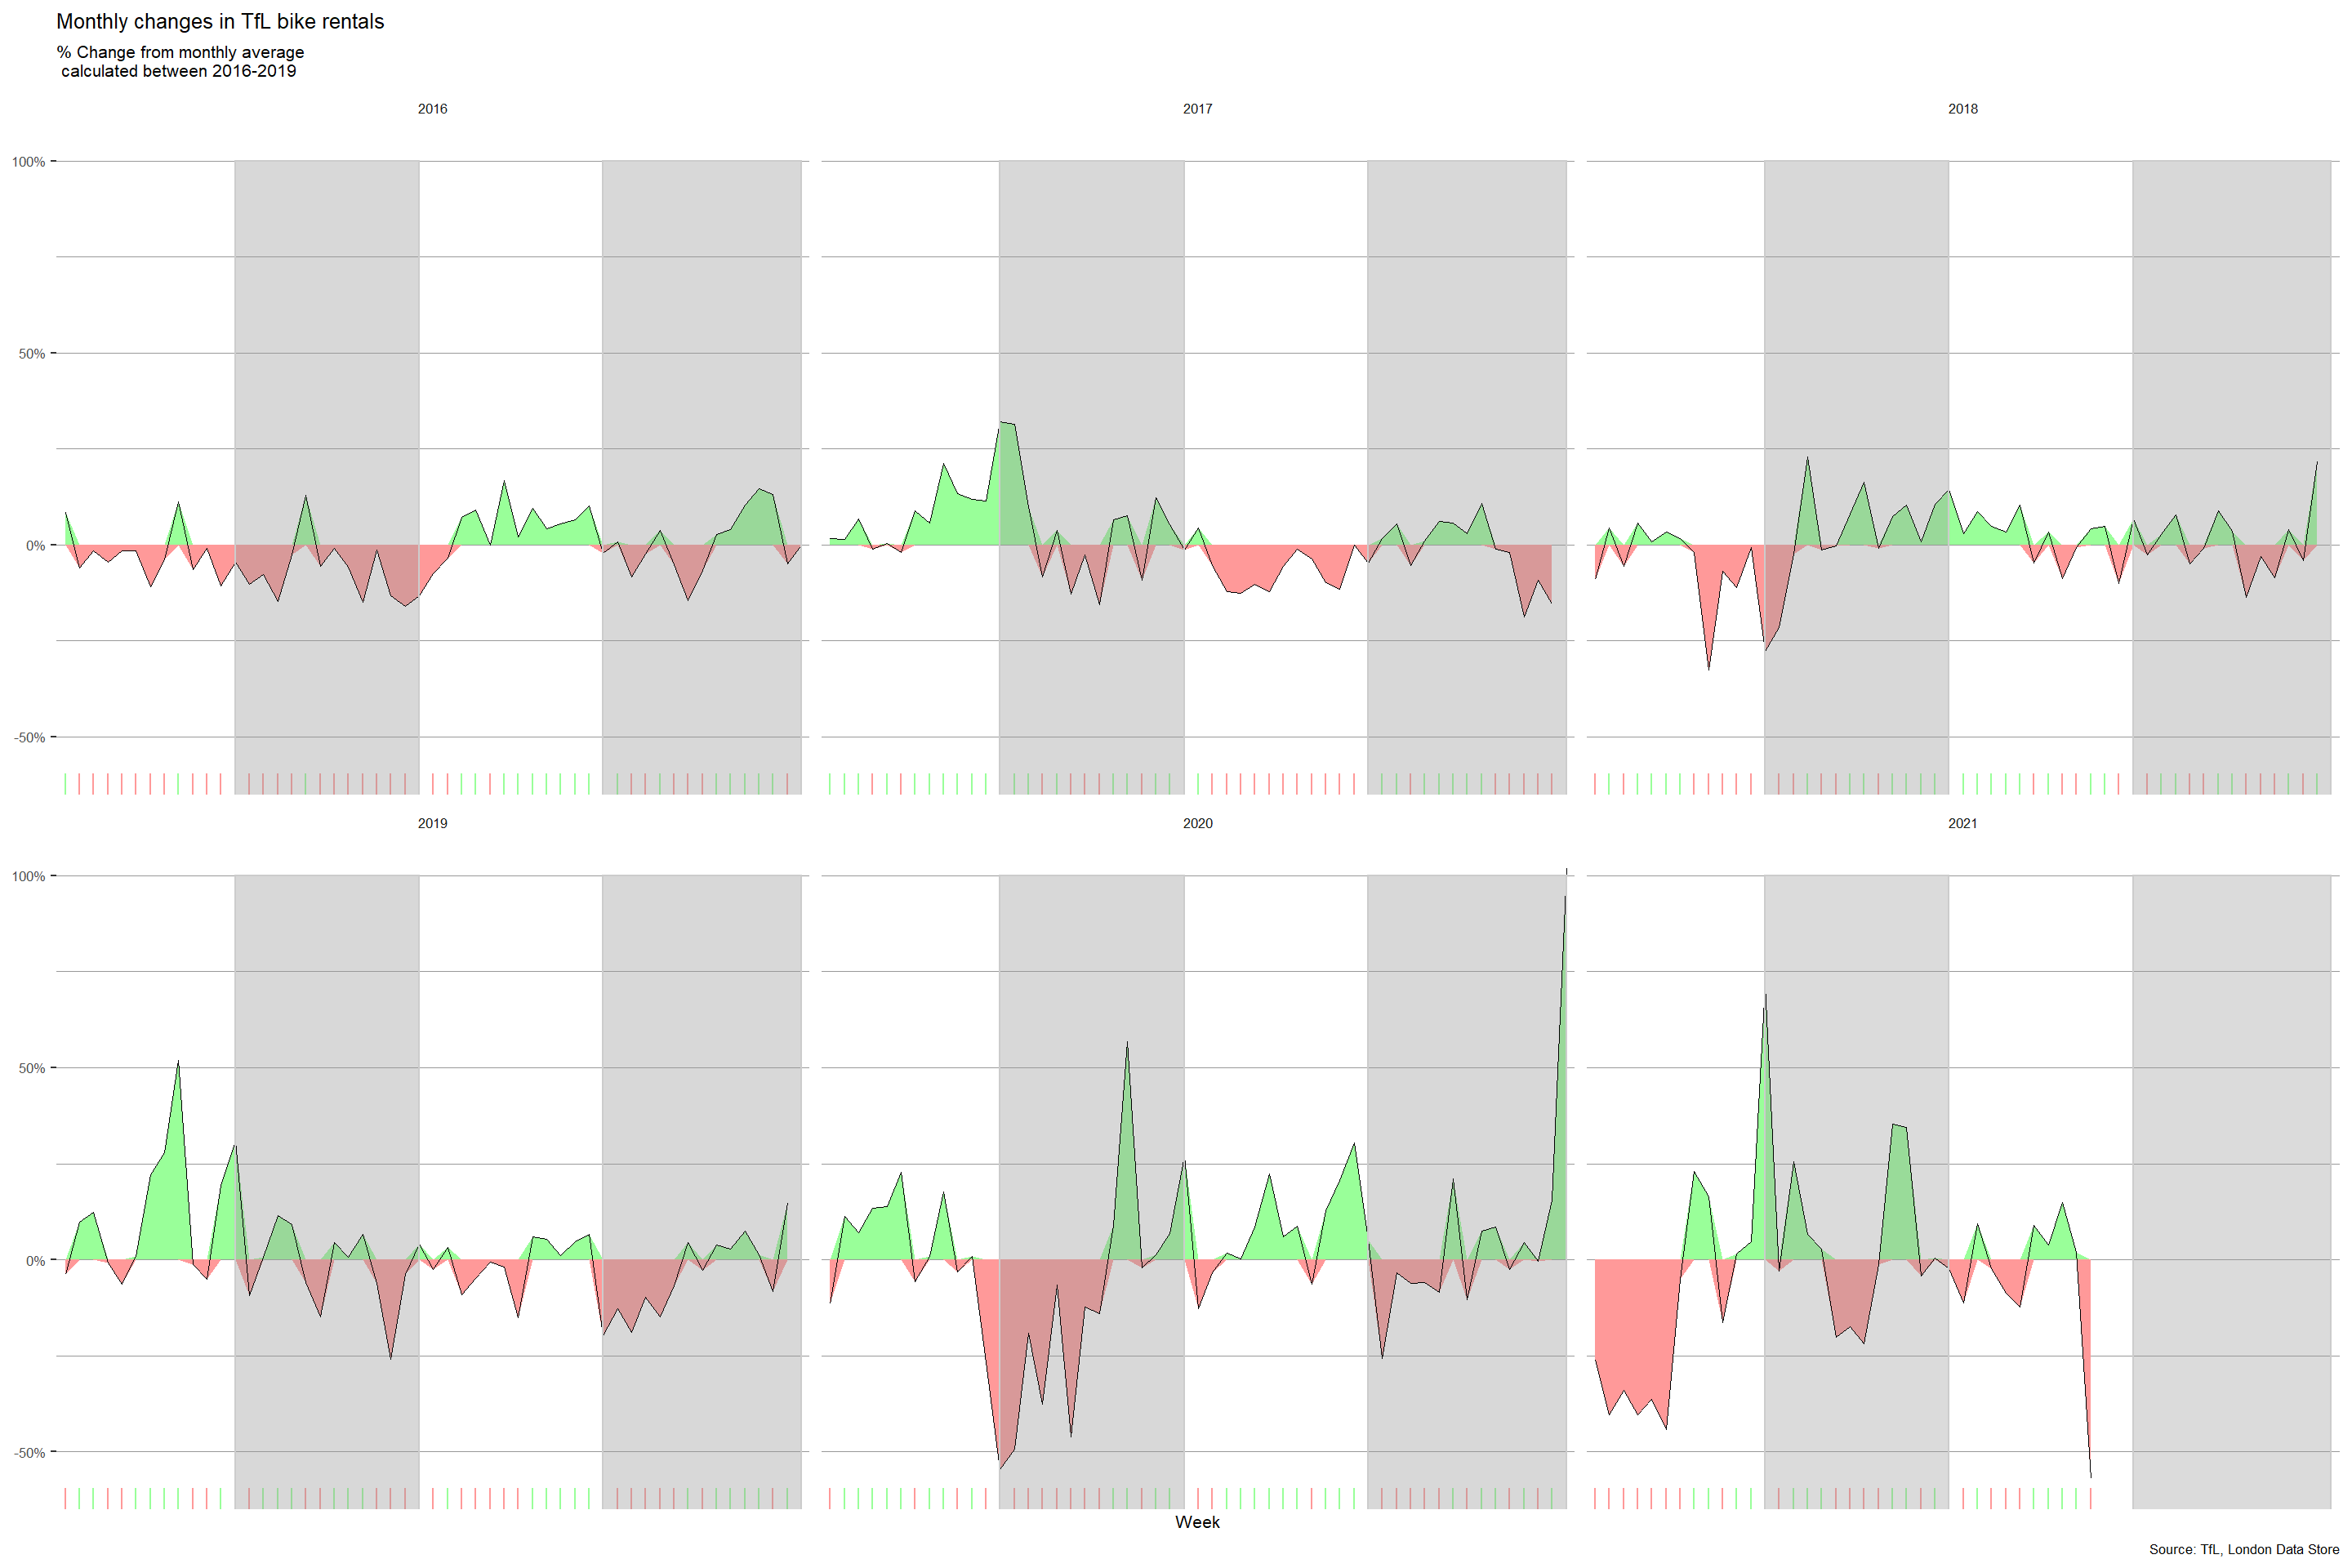 Monthly changes in TfL bike rentals
% Change from monthly average
calculated between 2016-2019
2016
2017
2018
100%
50%
0%
-50%
2019
2020
2021
100%
50%
0%
-50%
Week
Source: TfL, London Data Store